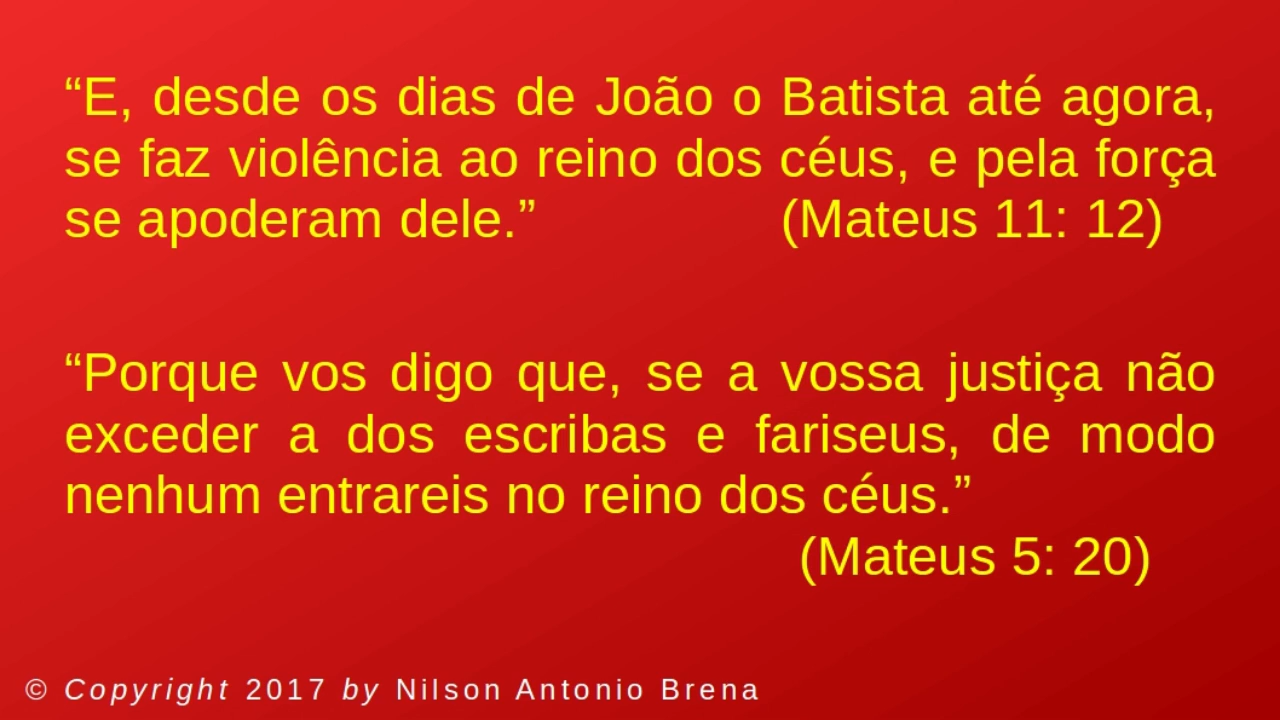 “E, desde os dias de João o Batista até agora,
se faz violência ao reino dos céus, e pela força
se apoderam dele.” (Mateus 11: 12)
“Porque vos digo que, se a vossa justiça não
exceder a dos escribas e fariseus, de modo
nenhum entrareis no reino dos céus.”
(Mateus 5: 20)
© Copyright 2017 by Nilson Antonio Brena